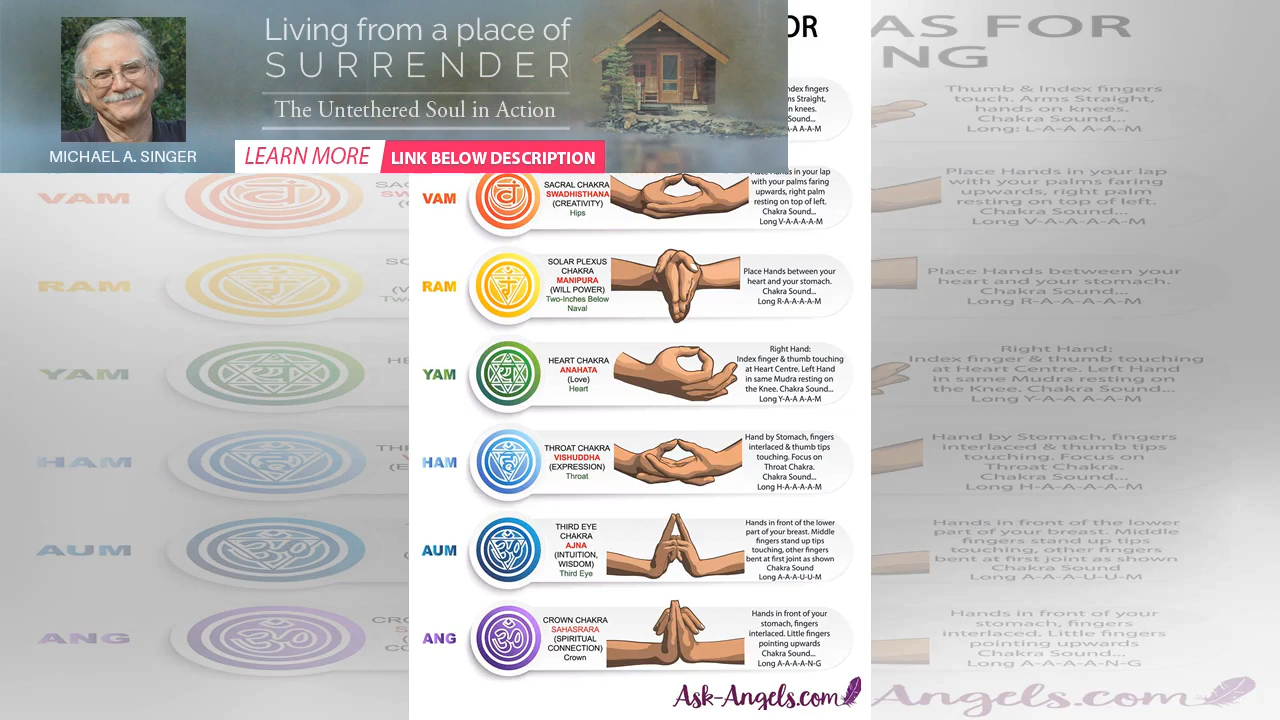 Living from a place of
SURRENDER
The Untethered Soul in Action
MICHAEL A. SINGER
LEARN MORE
LINK BELOW DESCRIPTION
OR
AS FOR
NG
Thumb & Index fingers
touch. Arms Straight,
hands on knees.
Chakra Sound...
Long: L-A-A A-A-M
VAM
SACRAL CHAKRA
SWADHISTHANA
(CREATIVITY)
Hips
Place Hands in your lap
with your palms faring
upwards, right palm
resting on top of left.
Chakra Sound...
Long V-A-A-A-A-M
RAM
SOLAR PLEXUS
CHAKRA
MANIPURA
(WILL POWER)
Two-Inches Below
Naval
Place Hands between your
heart and your stomach.
Chakra Sound...
Long R-A-A-A-A-M
YAM
HEART CHAKRA
ANAHATA
(Love)
Heart
Right Hand:
Index finger & thumb touching
at Heart Centre. Left Hand
in same Mudra resting on
the Knee. Chakra Sound...
Long Y-A-A A-A-M
HAM
THROAT CHAKRA
VISHUDDHA
(EXPRESSION)
Throat
Hand by Stomach, fingers
interlaced & thumb tips
touching. Focus on
Throat Chakra.
Chakra Sound...
Long H-A-A-A-A-M
AUM
THIRD EYE
CHAKRA
AJNA
(INTUITION,
WISDOM)
Third Eye
Hands in front of the lower
part of your breast. Middle
fingers stand up tips
touching, other fingers
bent at first joint as shown
Chakra Sound
Long A-A-A-U-U-M
ANG
CROWN CHAKRA
SAHASRARA
(SPIRITUAL
CONNECTION)
Crown
Hands in front of your
stomach, fingers
interlaced. Little fingers
pointing upwards
Chakra Sound...
Long A-A-A-A-N-G
Ask-Angels.com